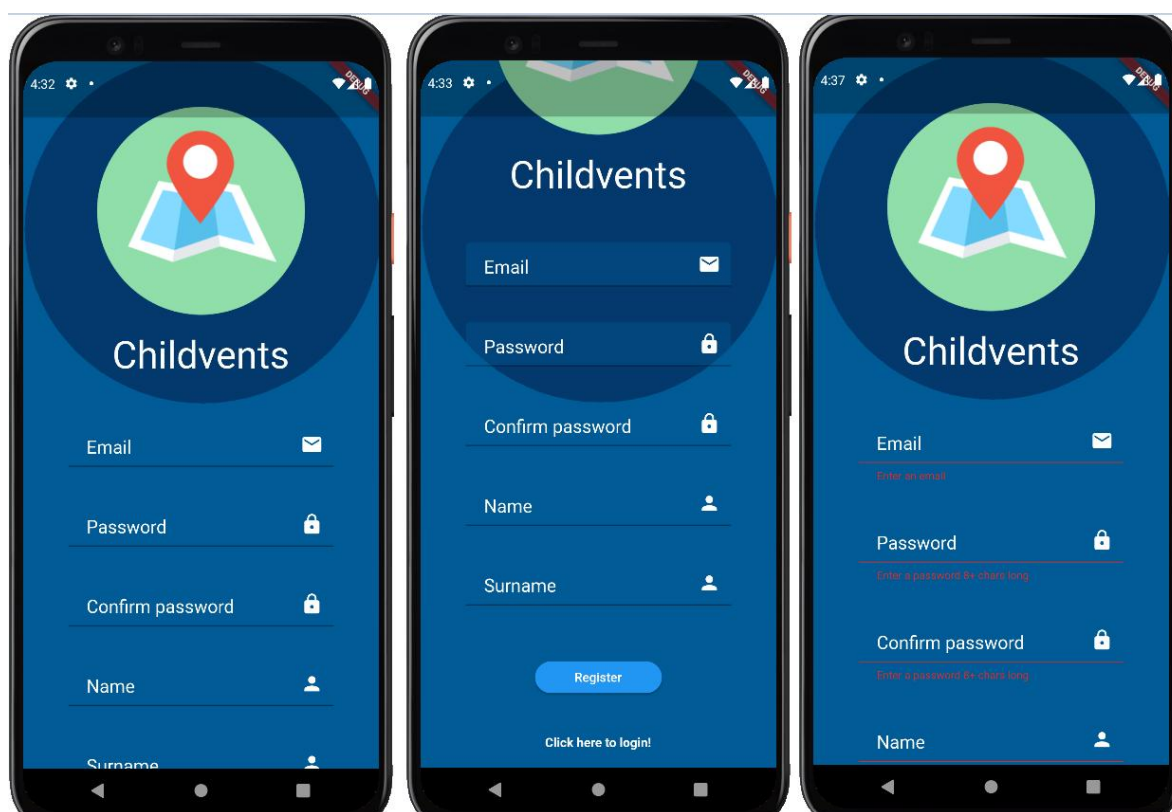 4:32
DEBUG
Childvents
Email
Password
Confirm password
Name
Surname
4:33
DEBUG
Childvents
Email
Password
Confirm password
Name
Surname
Register
Click here to login!
4:37
DEBUG
Childvents
Email
Enter an email
Password
Enter a password 6+ chars long
Confirm password
Enter a password 6+ chars long
Name